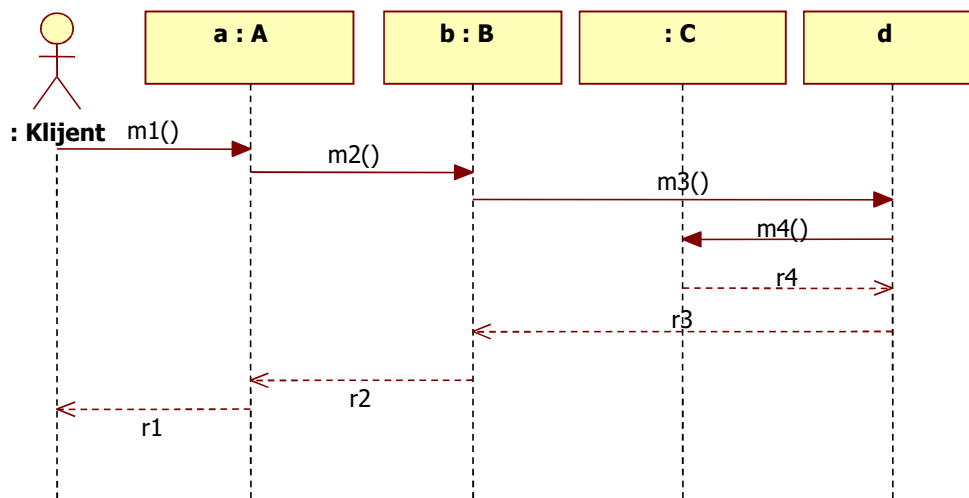 a : A
b : B
: C
d
: Klijent
m1()
m2()
m3()
m4()
r4
r3
r2
r1